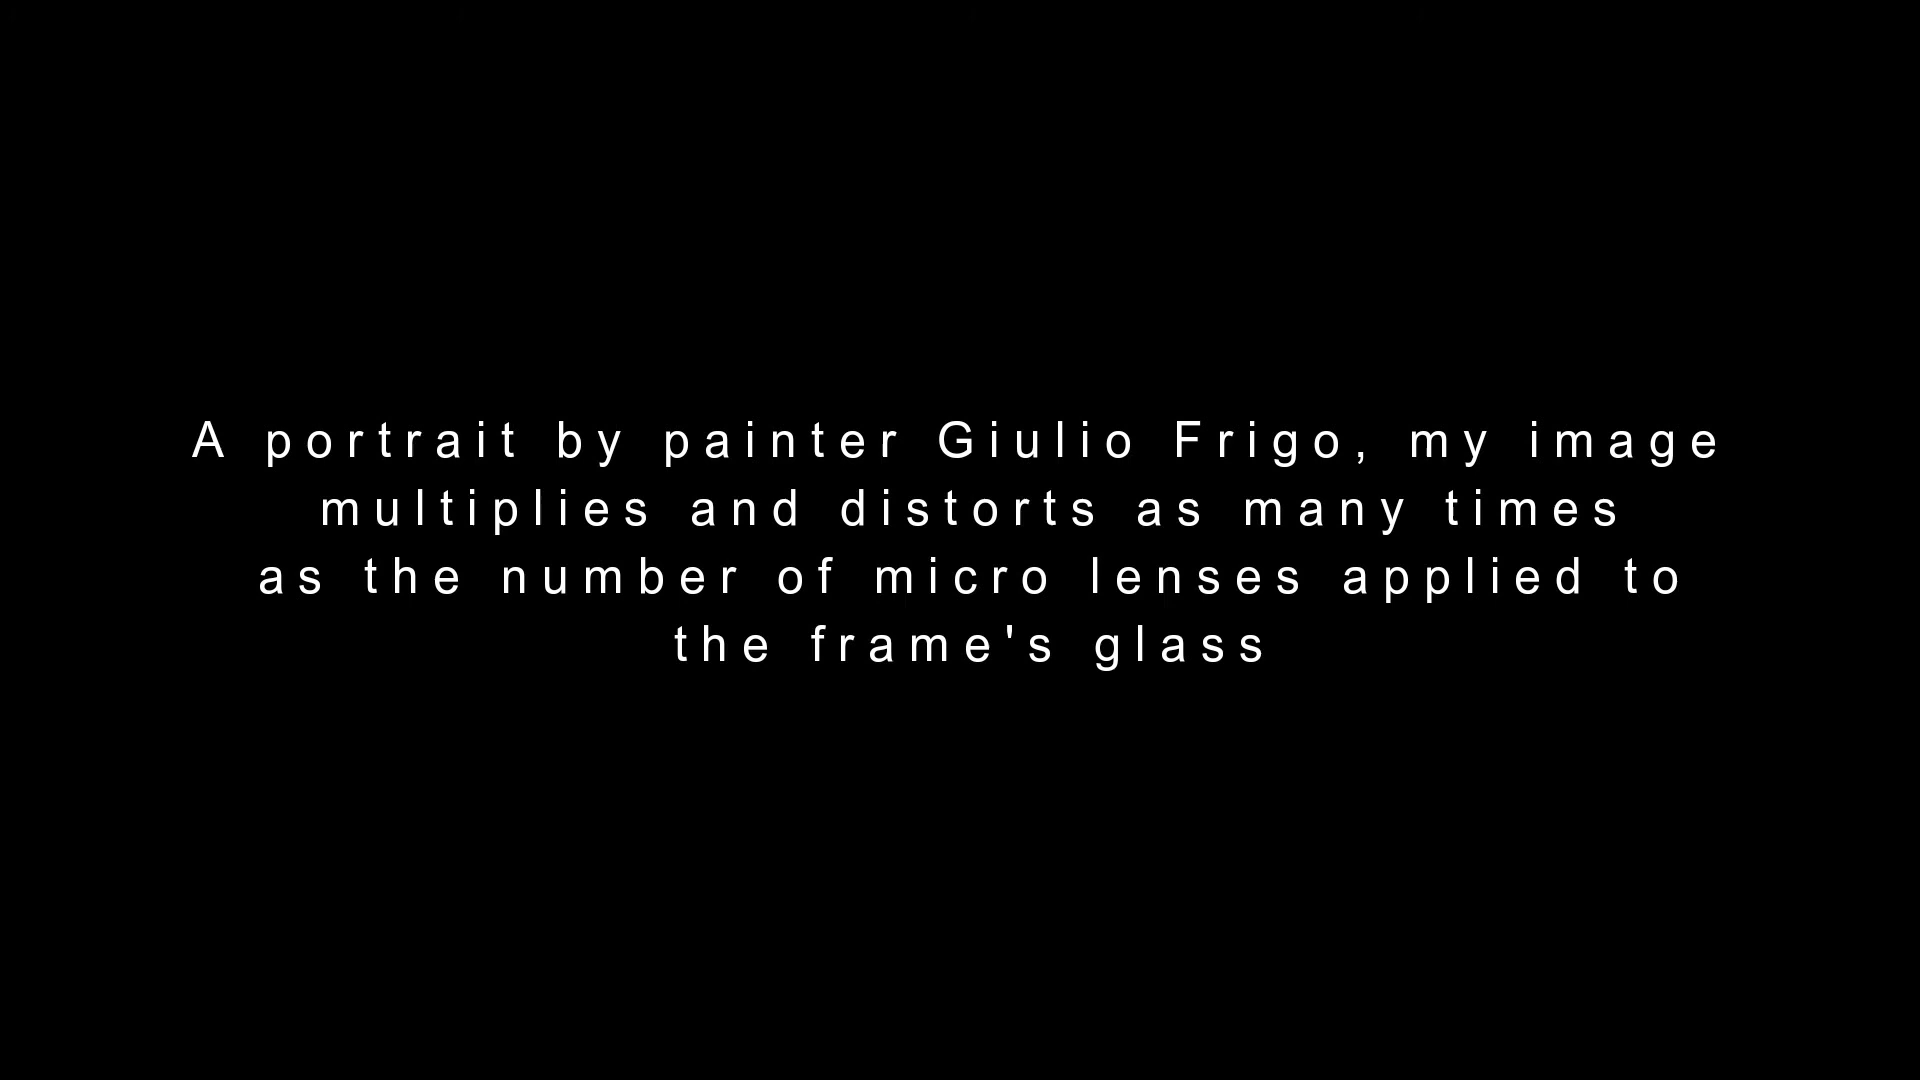 A portrait by painter Giulio Frigo, my image
multiplies and distorts as many times
as the number of micro lenses applied to
the frame's glass